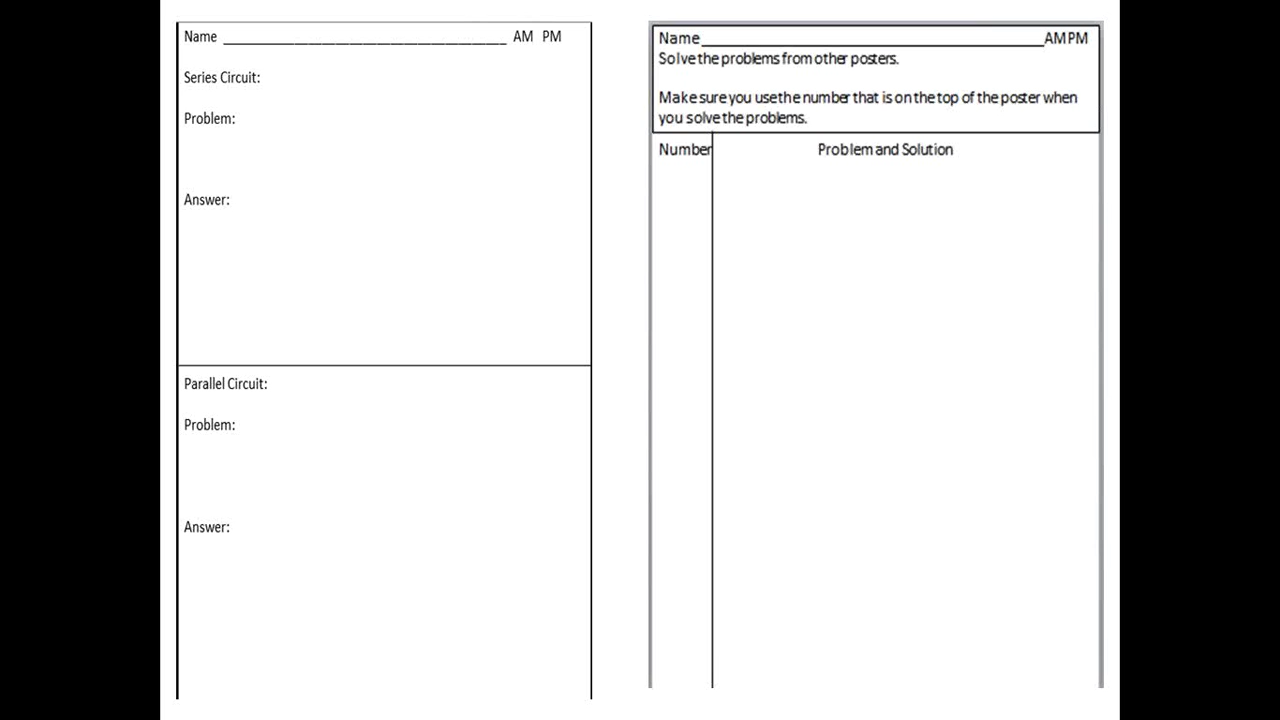 Name ___________________________________ AM PM
Series Circuit:
Problem:
Answer:
Parallel Circuit:
Problem:
Answer:
Name___________________________________AM PM
Solve the problems from other posters.
Make sure you use the number that is on the top of the poster when
you solve the problems.
Number Problem and Solution